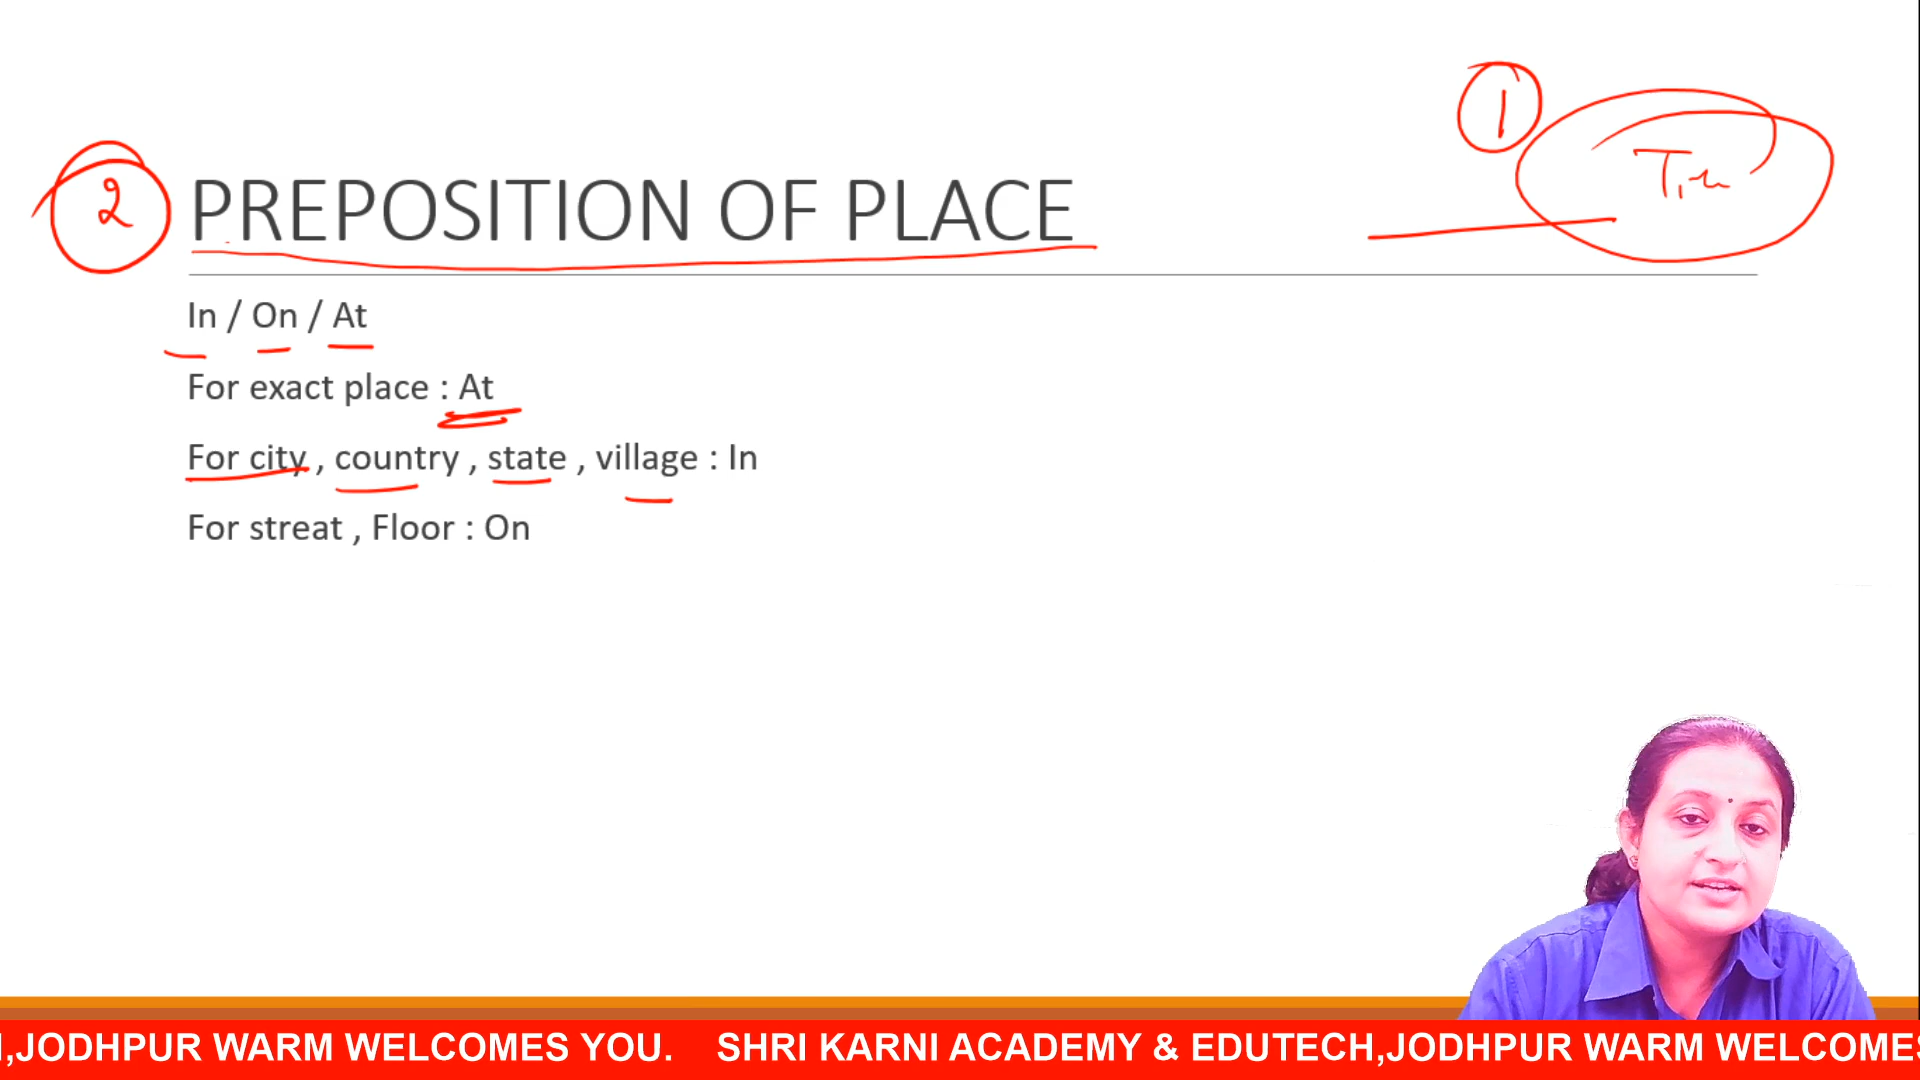 1
2 PREPOSITION OF PLACE
In / On / At
For exact place : At
For city , country , state , village : In
For streat , Floor : On
,JODHPUR WARM WELCOMES YOU. SHRI KARNI ACADEMY & EDUTECH,JODHPUR WARM WELCOMES